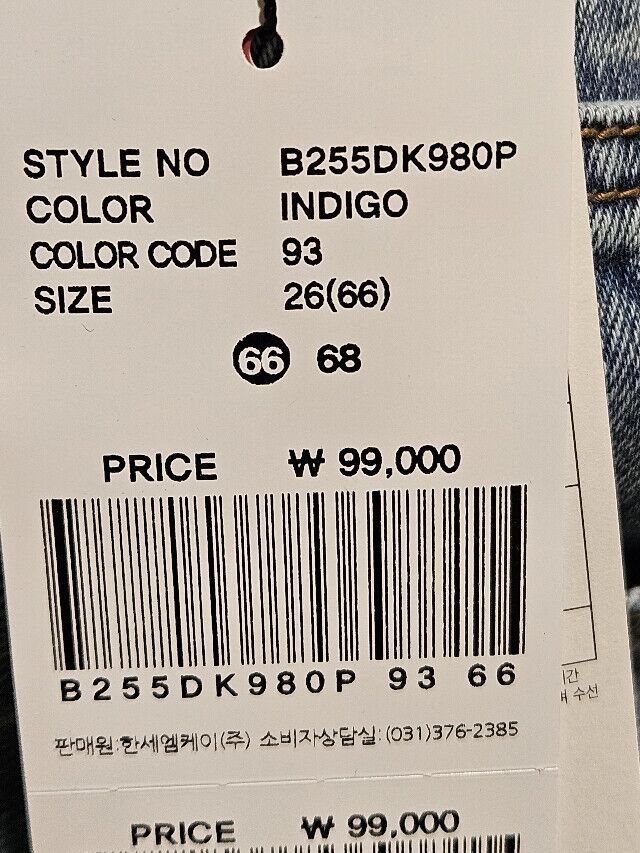 STYLE NO B255DK980P
COLOR INDIGO
COLOR CODE 93
SIZE 26(66)
66 68
PRICE ₩ 99,000
B255DK980P 93 66
판매원:한세엠케이(주) 소비자상담실:(031)376-2385
수선
PRICE ₩ 99,000